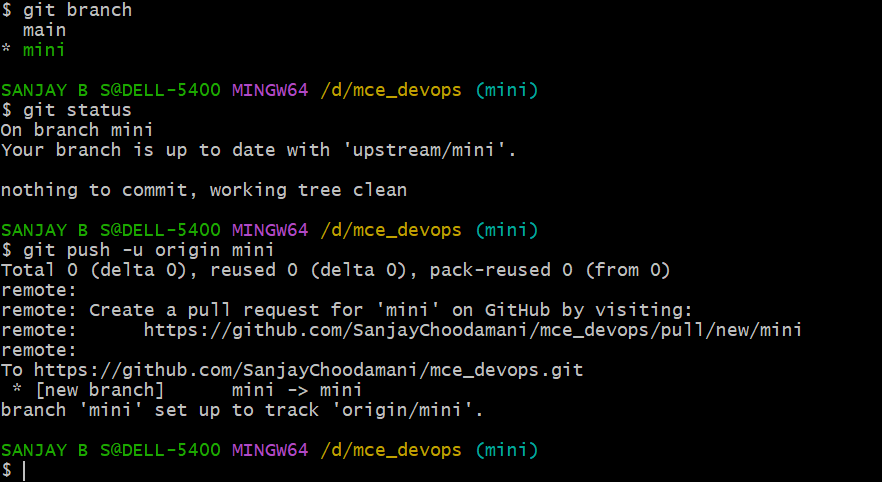 $ git branch
  main
* mini

SANJAY B S@DELL-5400 MINGW64 /d/mce_devops (mini)
$ git status
On branch mini
Your branch is up to date with 'upstream/mini'.

nothing to commit, working tree clean

SANJAY B S@DELL-5400 MINGW64 /d/mce_devops (mini)
$ git push -u origin mini
Total 0 (delta 0), reused 0 (delta 0), pack-reused 0 (from 0)
remote:
remote: Create a pull request for 'mini' on GitHub by visiting:
remote:      https://github.com/SanjayChoodamani/mce_devops/pull/new/mini
remote:
To https://github.com/SanjayChoodamani/mce_devops.git
 * [new branch]      mini -> mini
branch 'mini' set up to track 'origin/mini'.

SANJAY B S@DELL-5400 MINGW64 /d/mce_devops (mini)
$